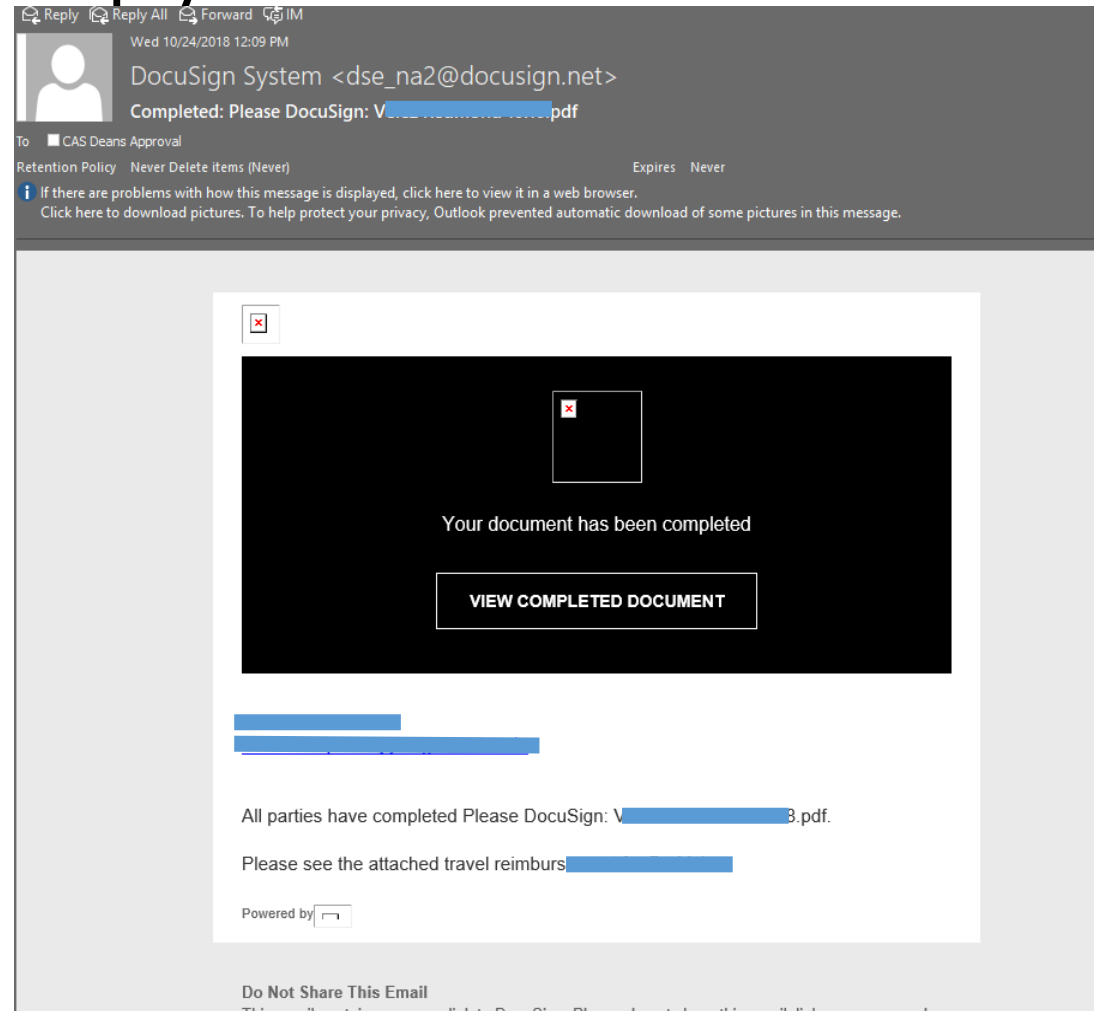 Reply Reply All Forward IM
Wed 10/24/2018 12:09 PM
DocuSign System <dse_na2@docusign.net>
Completed: Please DocuSign: V pdf
To CAS Deans Approval
Retention Policy Never Delete items (Never) Expires Never
If there are problems with how this message is displayed, click here to view it in a web browser.
Click here to download pictures. To help protect your privacy, Outlook prevented automatic download of some pictures in this message.
Your document has been completed
VIEW COMPLETED DOCUMENT
All parties have completed Please DocuSign: V 3.pdf.
Please see the attached travel reimburs
Powered by
Do Not Share This Email